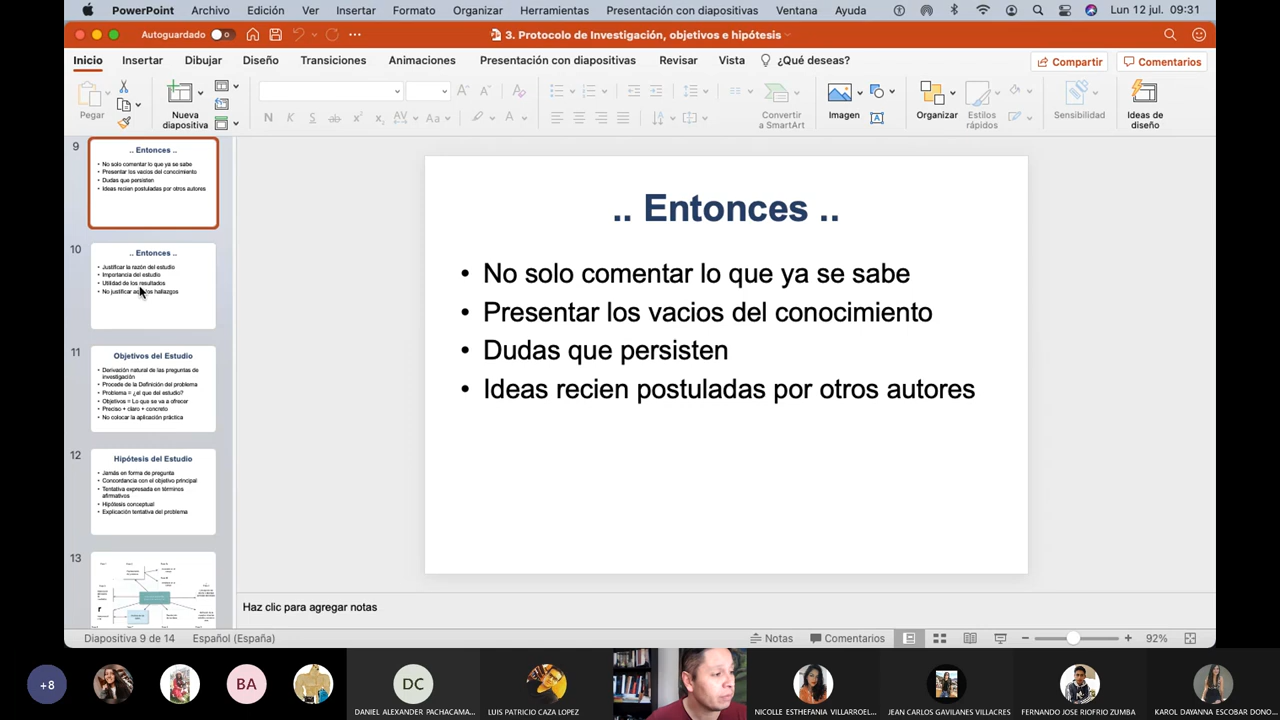 PowerPoint Archivo Edición Ver Insertar Formato Organizar Herramientas Presentación con diapositivas Ventana Ayuda Lun 12 jul. 09:31
Autoguardado 3. Protocolo de Investigación, objetivos e hipótesis
Inicio Insertar Dibujar Diseño Transiciones Animaciones Presentación con diapositivas Revisar Vista ¿Qué deseas? Compartir Comentarios
Pegar
Nueva
diapositiva
N K S
Convertir
a SmartArt
Imagen
Organizar
Estilos
rápidos
Sensibilidad
Ideas de
diseño
9
.. Entonces ..
• No solo comentar lo que ya se sabe
• Presentar los vacios del conocimiento
• Dudas que persisten
• Ideas recien postuladas por otros autores
10
.. Entonces ..
• Justificar la razón del estudio
• Importancia del estudio
• Utilidad de los resultados
• No justificar hallazgos
11
Objetivos del Estudio
• Derivación natural de las preguntas de
investigación
• Procede de la Definición del problema
• Problema = ¿el que del estudio?
• Objetivos = Lo que se va a ofrecer
• Preciso + claro + concreto
• No colocar la aplicación práctica
12
Hipótesis del Estudio
• Jamás en forma de pregunta
• Concordancia con el objetivo principal
• Tentativa expresada en términos
afirmativos
• Hipótesis conceptual
• Explicación tentativa del problema
13
.. Entonces ..
• No solo comentar lo que ya se sabe
• Presentar los vacios del conocimiento
• Dudas que persisten
• Ideas recien postuladas por otros autores
Haz clic para agregar notas
Diapositiva 9 de 14 Español (España) Notas Comentarios 92%
+8 BA DC
DANIEL ALEXANDER PACHACAMA... LUIS PATRICIO CAZA LOPEZ NICOLLE ESTHEFANIA VILLARROEL... JEAN CARLOS GAVILANES VILLACRES FERNANDO JOSE RIOFRIO ZUMBA KAROL DAYANNA ESCOBAR DONO...